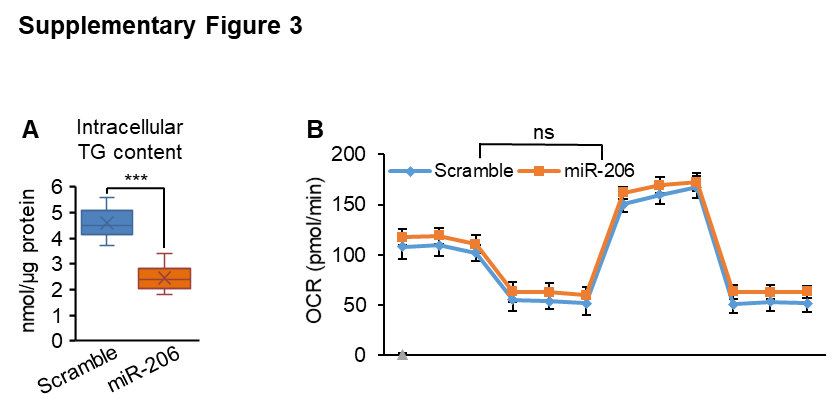 Supplementary Figure 3
A
Intracellular
TG content
***
nmol/µg protein
6
5
4
3
2
1
0
Scramble
miR-206
B
ns
Scramble
miR-206
OCR (pmol/min)
200
150
100
50
0